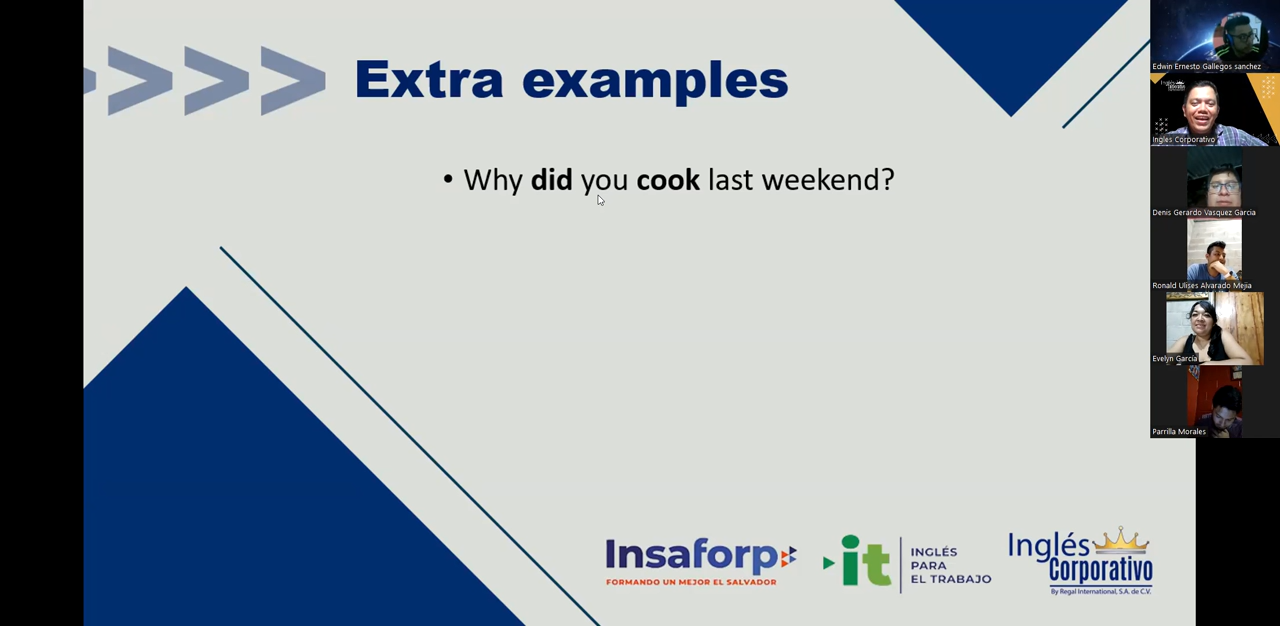 Extra examples
• Why did you cook last weekend?
Insaforp
FORMANDO UN MEJOR EL SALVADOR
it
INGLÉS
PARA
EL TRABAJO
Inglés
Corporativo
By Regal International, S.A. de C.V.
Edwin Ernesto Gallegos sanchez
Ingles Corporativo
Denis Gerardo Vasquez Garcia
Ronald Ulises Alvarado Mejia
Evelyn García
Parrilla Morales